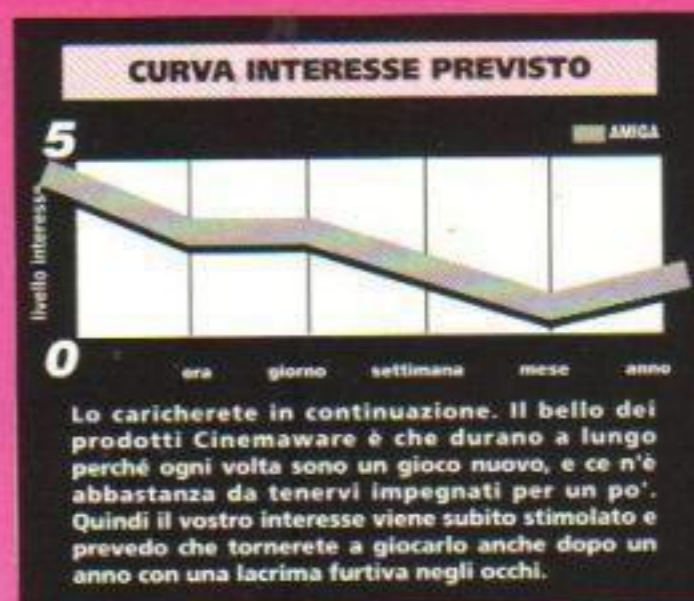 CURVA INTERESSE PREVISTO
5
AMIGA
livello interesse
0
ora giorno settimana mese anno
Lo caricherete in continuazione. Il bello dei
prodotti Cinemaware è che durano a lungo
perché ogni volta sono un gioco nuovo, e ce n'è
abbastanza da tenervi impegnati per un po'.
Quindi il vostro interesse viene subito stimolato e
prevedo che tornerete a giocarlo anche dopo un
anno con una lacrima furtiva negli occhi.